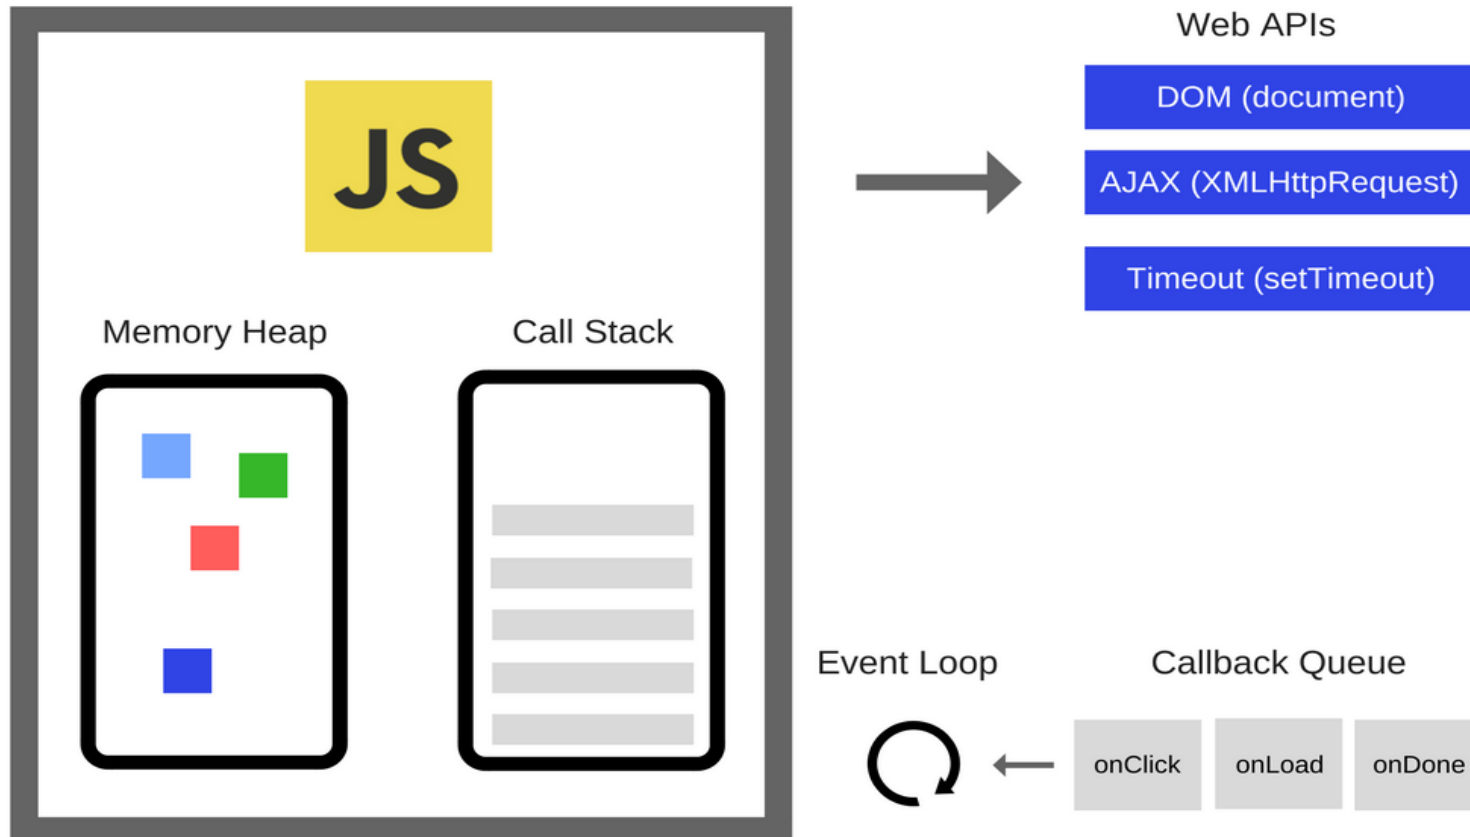 Web APIs
DOM (document)
AJAX (XMLHttpRequest)
Timeout (setTimeout)
JS
Memory Heap
Call Stack
Event Loop
Callback Queue
onClick
onLoad
onDone